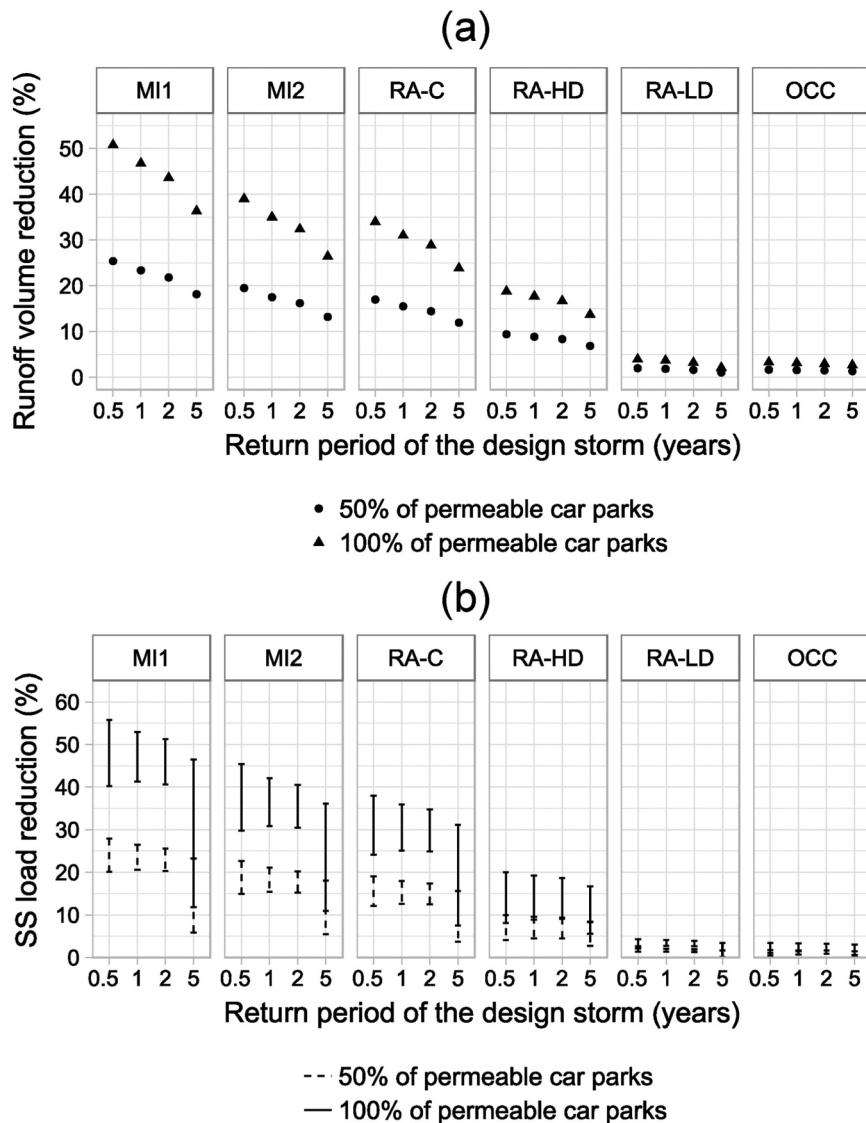 (a)
MI1 MI2 RA-C RA-HD RA-LD OCC
Runoff volume reduction (%)
50
40
30
20
10
0
0.5 1 2 5 0.5 1 2 5 0.5 1 2 5 0.5 1 2 5 0.5 1 2 5 0.5 1 2 5
Return period of the design storm (years)
50% of permeable car parks
100% of permeable car parks
(b)
MI1 MI2 RA-C RA-HD RA-LD OCC
SS load reduction (%)
60
50
40
30
20
10
0
0.5 1 2 5 0.5 1 2 5 0.5 1 2 5 0.5 1 2 5 0.5 1 2 5 0.5 1 2 5
Return period of the design storm (years)
50% of permeable car parks
100% of permeable car parks